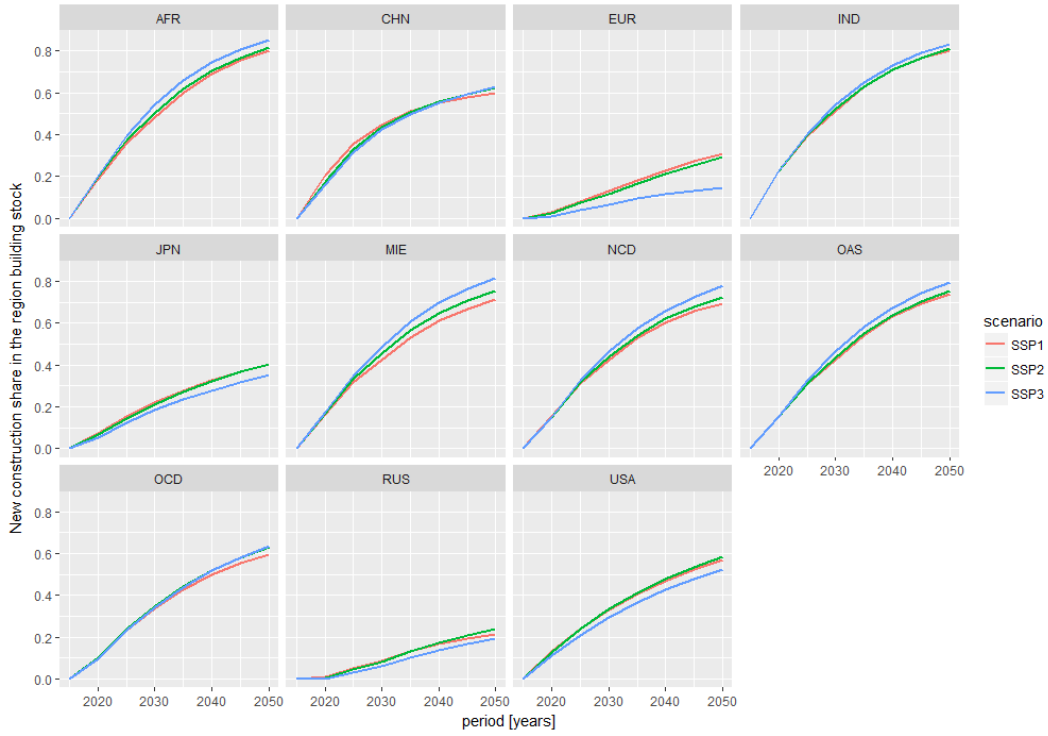 New construction share in the region building stock
AFR
CHN
EUR
IND
0.8
0.6
0.4
0.2
0.0
JPN
MIE
NCD
OAS
0.8
0.6
0.4
0.2
0.0
2020 2030 2040 2050
OCD
RUS
USA
0.8
0.6
0.4
0.2
0.0
2020 2030 2040 2050
2020 2030 2040 2050
2020 2030 2040 2050
period [years]
scenario
SSP1
SSP2
SSP3